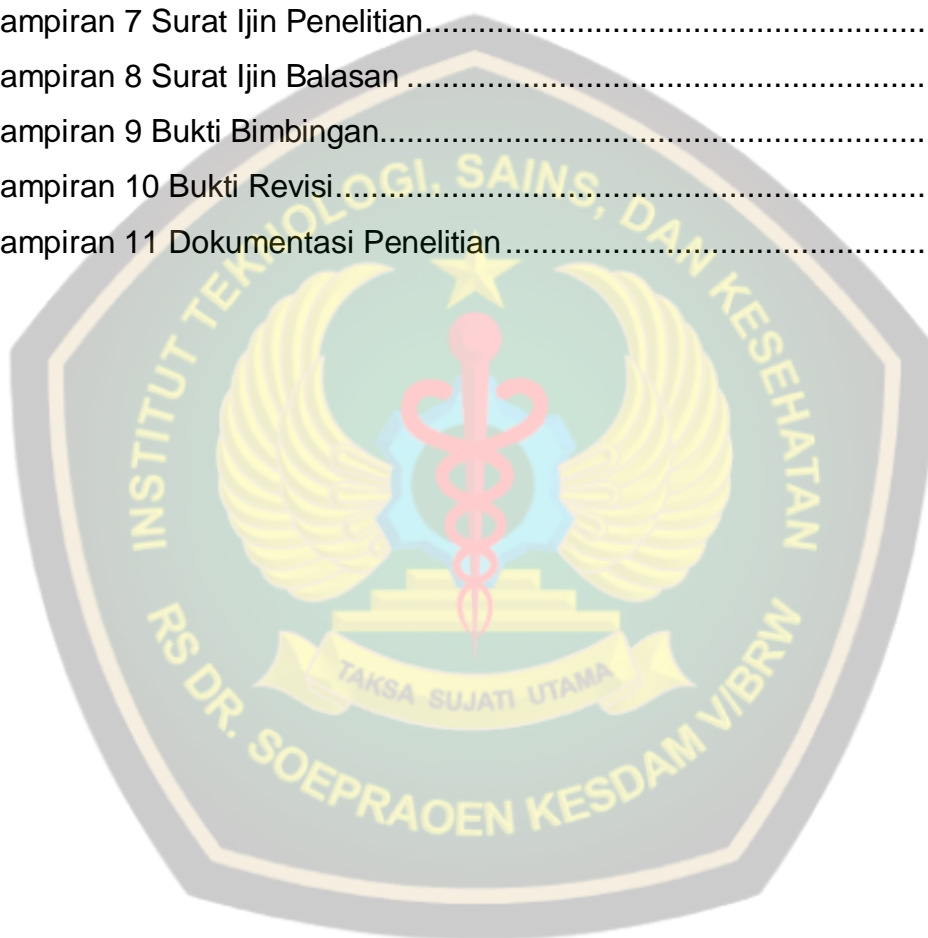 ampiran 7 Surat Ijin Penelitian......................................................
ampiran 8 Surat Ijin Balasan ........................................................
ampiran 9 Bukti Bimbingan...........................................................
ampiran 10 Bukti Revisi................................................................
ampiran 11 Dokumentasi Penelitian ..............................................
INSTITUT TEKNOLOGI, SAINS, DAN KESEHATAN
TAKSA SUJATI UTAMA
RS DR. SOEPRAOEN KESDAM V/BRW